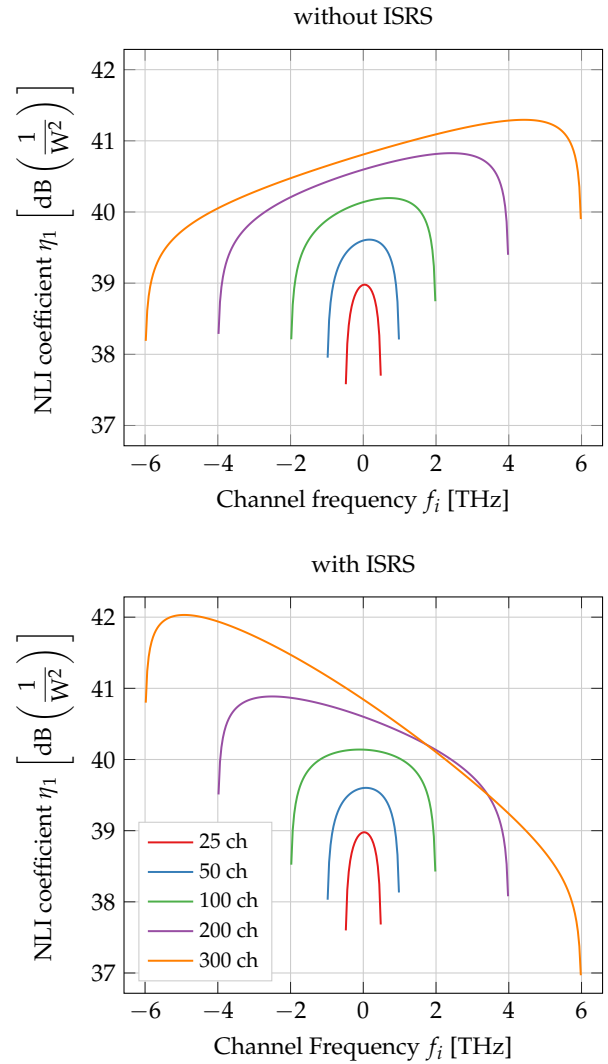 without ISRS
42
41
40
39
38
37
NLI coefficient η₁ [dB (1/W²)]
−6 −4 −2 0 2 4 6
Channel frequency fᵢ [THz]
with ISRS
42
41
40
39
38
37
NLI coefficient η₁ [dB (1/W²)]
25 ch
50 ch
100 ch
200 ch
300 ch
−6 −4 −2 0 2 4 6
Channel Frequency fᵢ [THz]